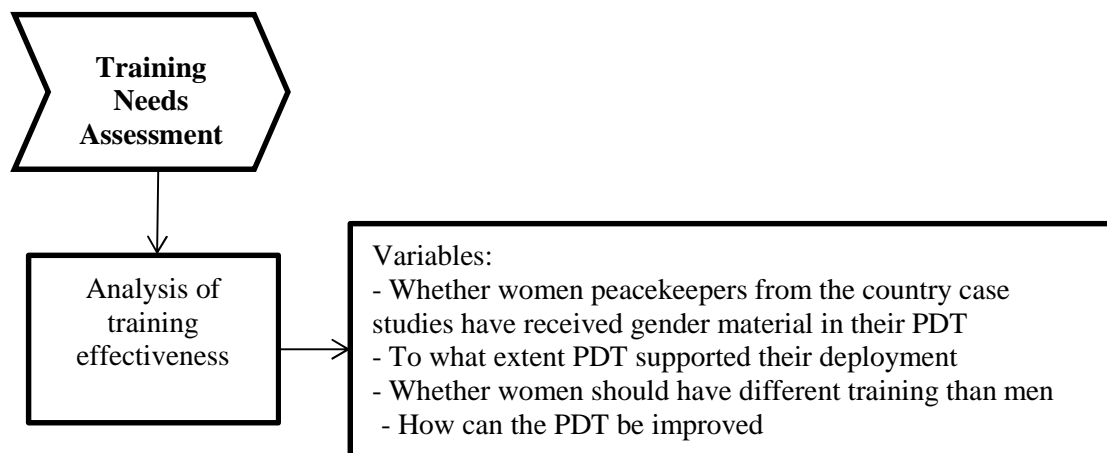 Training
Needs
Assessment
Analysis of
training
effectiveness
Variables:
- Whether women peacekeepers from the country case
studies have received gender material in their PDT
- To what extent PDT supported their deployment
- Whether women should have different training than men
- How can the PDT be improved